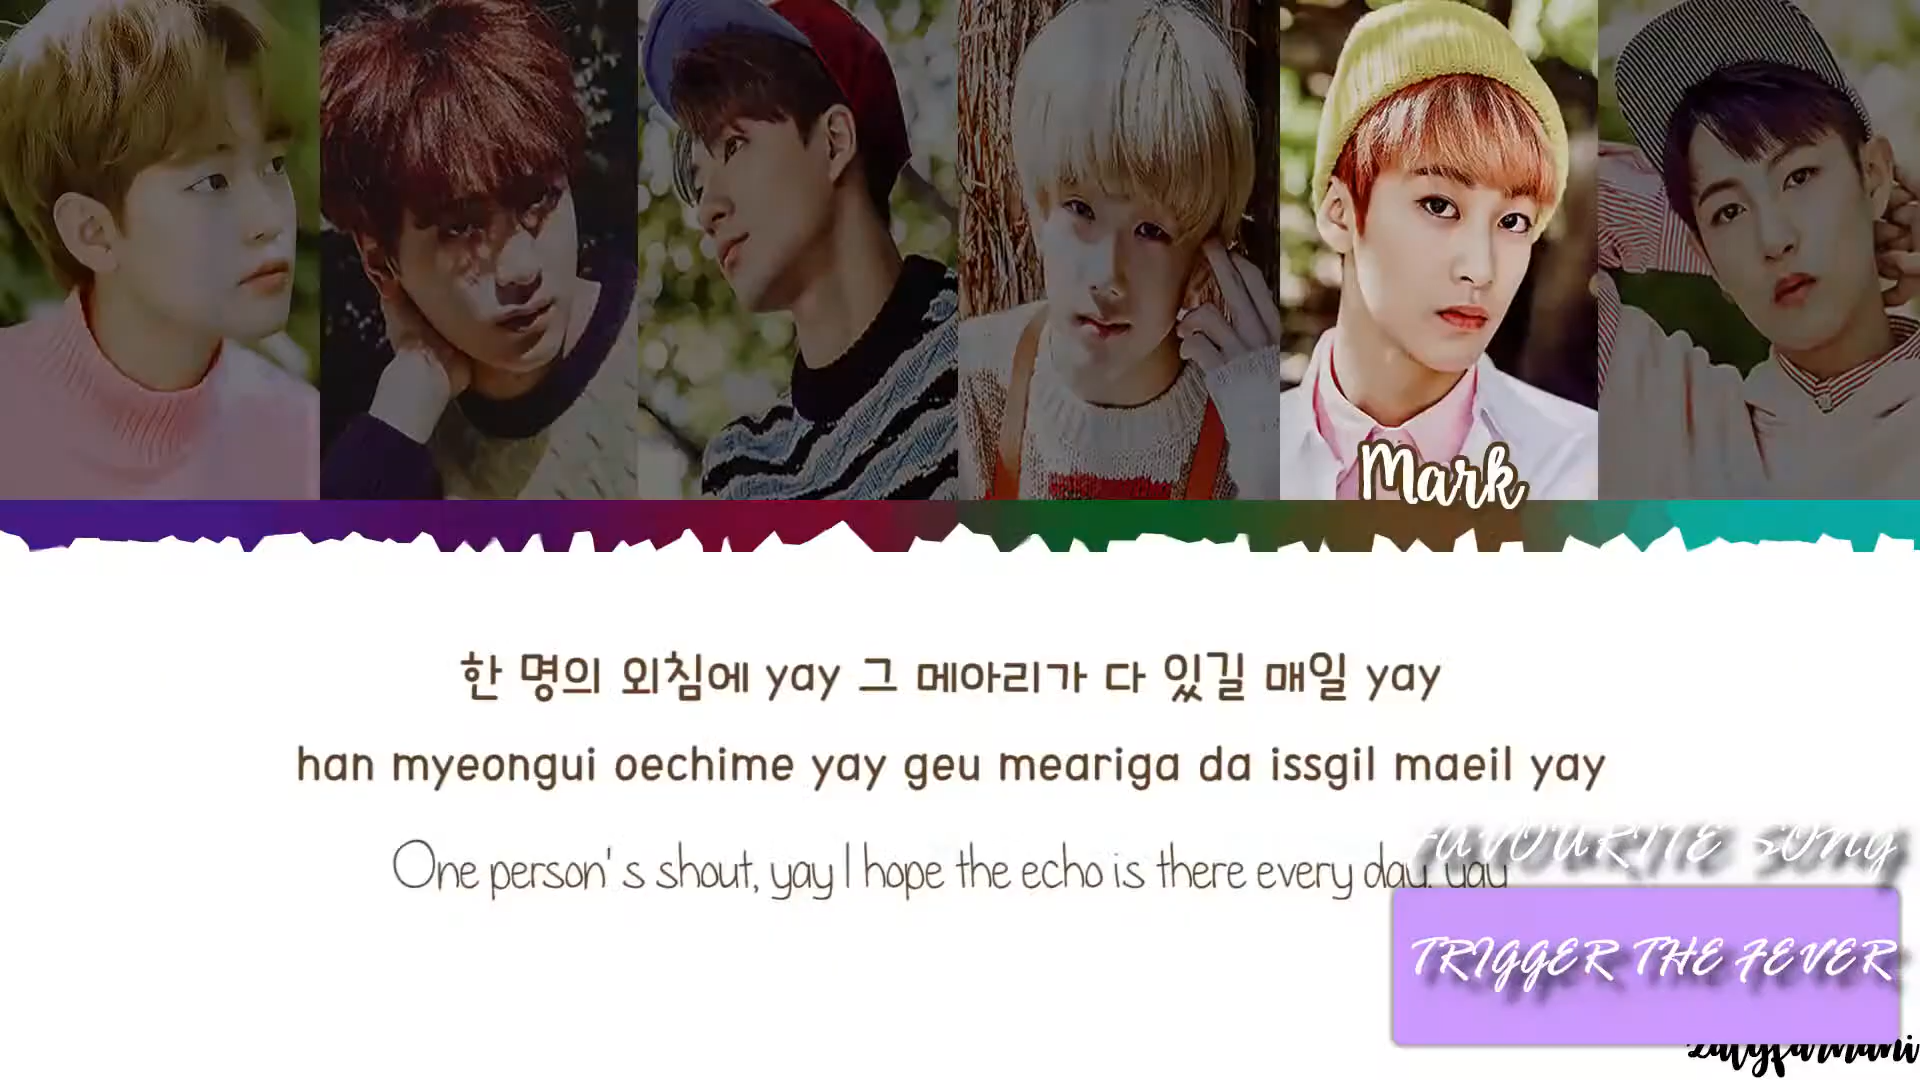 Mark
한 명의 외침에 yay 그 메아리가 다 있길 매일 yay
han myeongui oechime yay geu meariga da issgil maeil yay
One person's shout, yay I hope the echo is there every day, yay
FAVOURITE SONG
TRIGGER THE FEVER